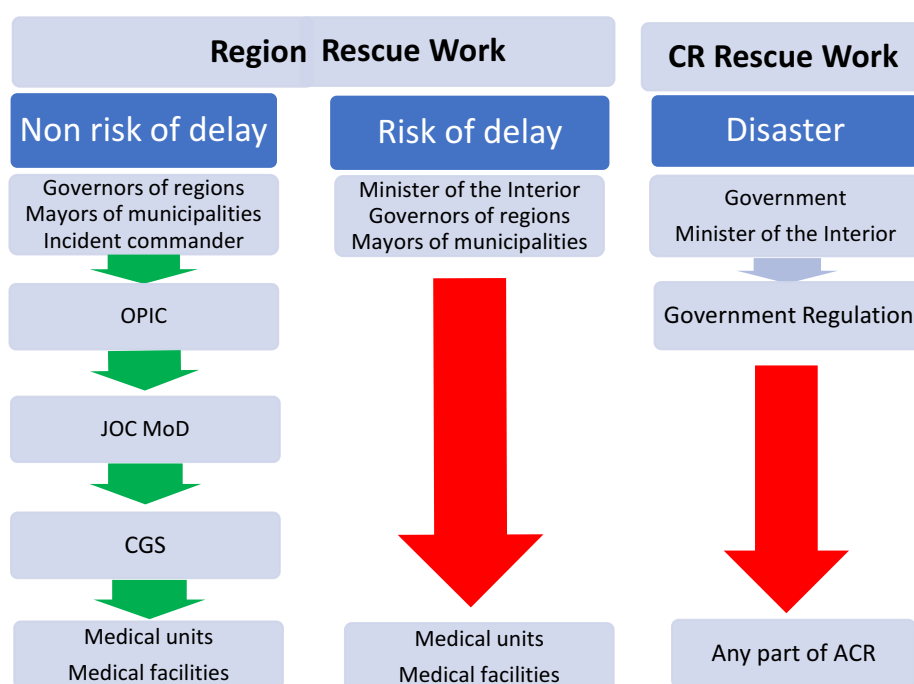 Region Rescue Work
Non risk of delay
Governors of regions
Mayors of municipalities
Incident commander
OPIC
JOC MoD
CGS
Medical units
Medical facilities
Risk of delay
Minister of the Interior
Governors of regions
Mayors of municipalities
Medical units
Medical facilities
CR Rescue Work
Disaster
Government
Minister of the Interior
Government Regulation
Any part of ACR